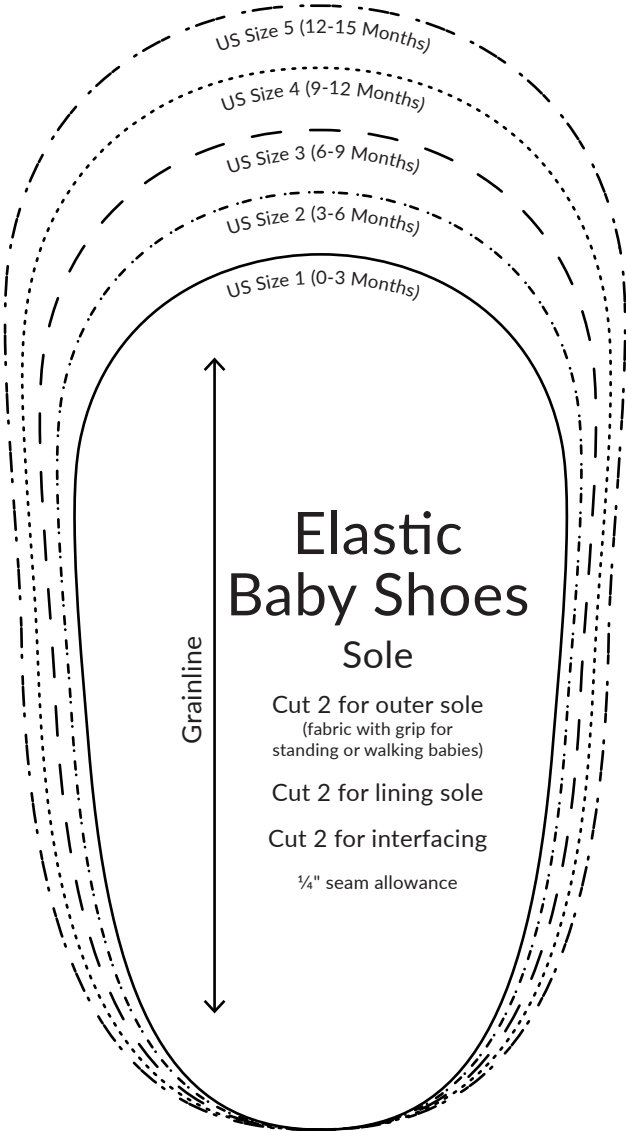 US Size 5 (12-15 Months)
US Size 4 (9-12 Months)
US Size 3 (6-9 Months)
US Size 2 (3-6 Months)
US Size 1 (0-3 Months)
Elastic
Baby Shoes
Sole
Grainline
Cut 2 for outer sole
(fabric with grip for
standing or walking babies)
Cut 2 for lining sole
Cut 2 for interfacing
¼" seam allowance